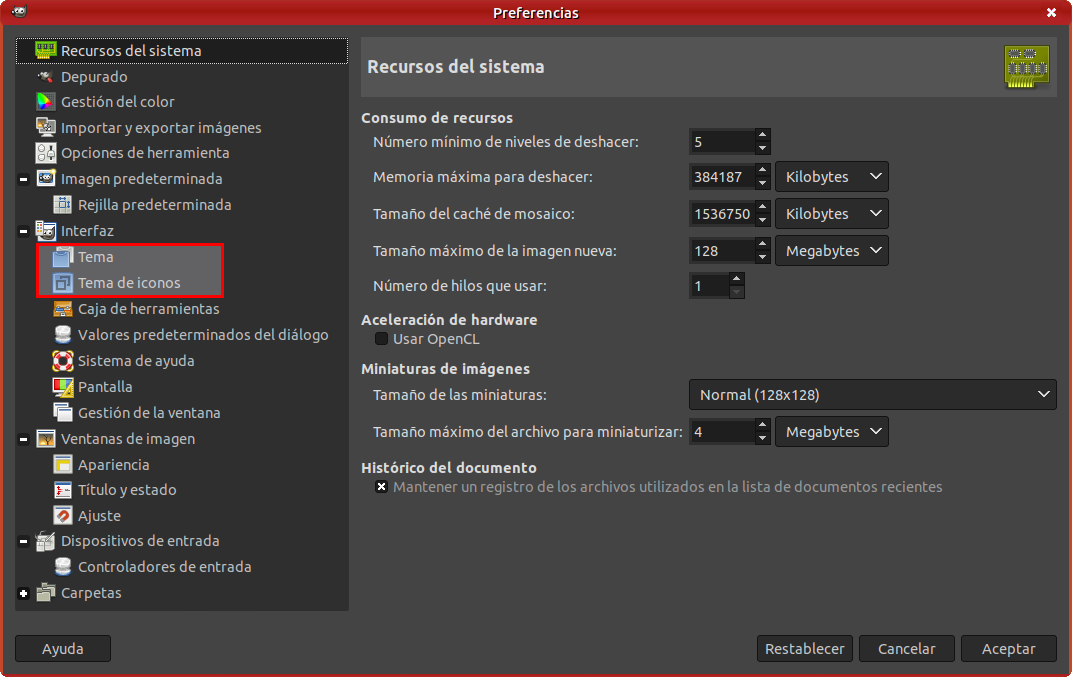 Preferencias
Recursos del sistema
Depurado
Gestión del color
Importar y exportar imágenes
Opciones de herramienta
Imagen predeterminada
Rejilla predeterminada
Interfaz
Tema
Tema de iconos
Caja de herramientas
Valores predeterminados del diálogo
Sistema de ayuda
Pantalla
Gestión de la ventana
Ventanas de imagen
Apariencia
Título y estado
Ajuste
Dispositivos de entrada
Controladores de entrada
Carpetas
Recursos del sistema
Consumo de recursos
Número mínimo de niveles de deshacer: 5
Memoria máxima para deshacer: 384187 Kilobytes
Tamaño del caché de mosaico: 1536750 Kilobytes
Tamaño máximo de la imagen nueva: 128 Megabytes
Número de hilos que usar: 1
Aceleración de hardware
Usar OpenCL
Miniaturas de imágenes
Tamaño de las miniaturas: Normal (128x128)
Tamaño máximo del archivo para miniaturizar: 4 Megabytes
Histórico del documento
Mantener un registro de los archivos utilizados en la lista de documentos recientes
Ayuda Restablecer Cancelar Aceptar